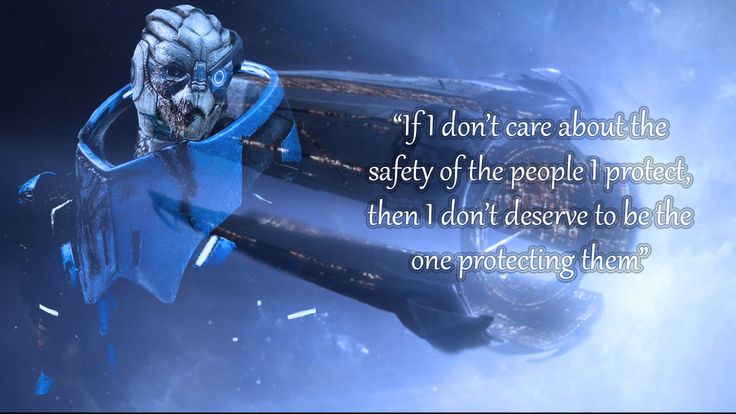 “If I don’t care about the
safety of the people I protect,
then I don’t deserve to be the
one protecting them”